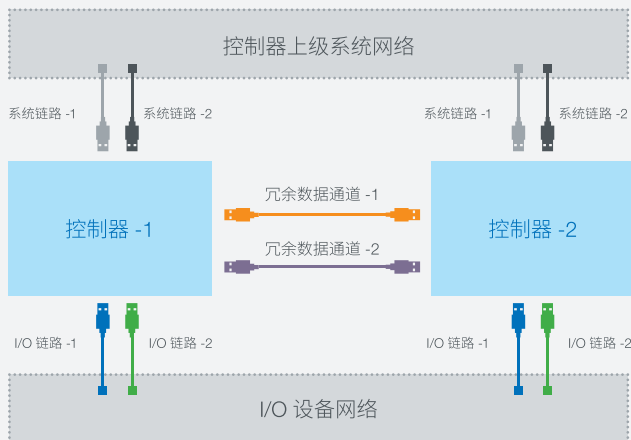 控制器上级系统网络
系统链路 -1
系统链路 -2
系统链路 -1
系统链路 -2
冗余数据通道 -1
控制器 -1
控制器 -2
冗余数据通道 -2
I/O 链路 -1
I/O 链路 -2
I/O 链路 -1
I/O 链路 -2
I/O 设备网络